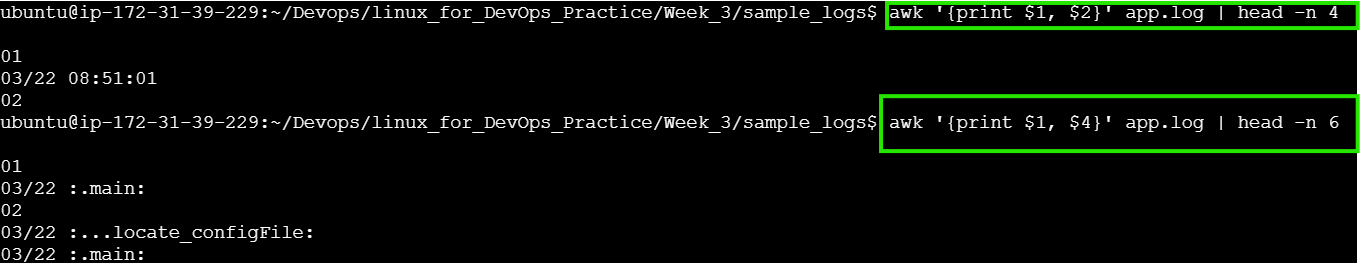 ubuntu@ip-172-31-39-229:~/Devops/linux_for_DevOps_Practice/Week_3/sample_logs$ awk '{print $1, $2}' app.log | head -n 4
01
03/22 08:51:01
02
ubuntu@ip-172-31-39-229:~/Devops/linux_for_DevOps_Practice/Week_3/sample_logs$ awk '{print $1, $4}' app.log | head -n 6
01
03/22 :.main:
02
03/22 :...locate_configFile:
03/22 :.main: